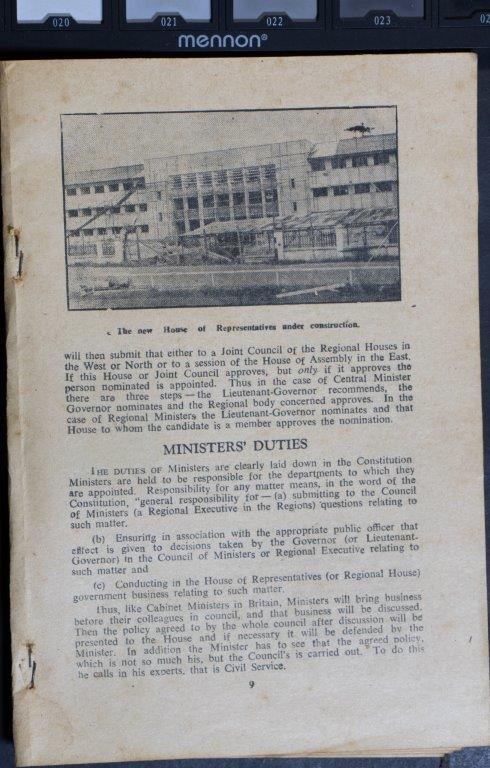 020
021
022
023
02
mennon®
The new House of Representatives under construction.
will then submit that either to a Joint Council of the Regional Houses in
the West or North or to a session of the House of Assembly in the East.
If this House or Joint Council approves, but only if it approves the
person nominated is appointed. Thus in the case of Central Minister
there are three steps — the Lieutenant-Governor recommends, the
Governor nominates and the Regional body concerned approves. In the
case of Regional Ministers the Lieutenant-Governor nominates and that
House to whom the candidate is a member approves the nomination.
MINISTERS' DUTIES
THE DUTIES OF Ministers are clearly laid down in the Constitution
Ministers are held to be responsible for the departments to which they
are appointed. Responsibility for any matter means, in the word of the
Constitution, "general responsibility for — (a) submitting to the Council
of Ministers (a Regional Executive in the Regions) questions relating to
such matter.
(b) Ensuring in association with the appropriate public officer that
effect is given to decisions taken by the Governor (or Lieutenant-
Governor) in the Council of Ministers or Regional Executive relating to
such matter and
(c) Conducting in the House of Representatives (or Regional House)
government business relating to such matter.
Thus, like Cabinet Ministers in Britain, Ministers will bring business
before their colleagues in council, and that business will be discussed.
Then the policy agreed to by the whole council after discussion will be
presented to the House and if necessary it will be defended by the
Minister. In addition the Minister has to see that the agreed policy,
which is not so much his, but the Council's is carried out. To do this
he calls in his experts, that is Civil Service.
9